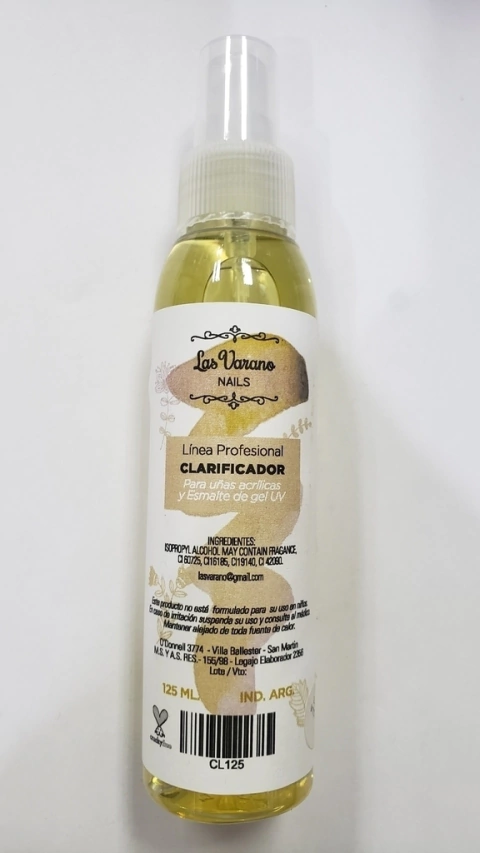 Las Varano
NAILS
Línea Profesional
CLARIFICADOR
Para uñas acrílicas
y Esmalte de gel UV
INGREDIENTES:
ISOPROPYL ALCOHOL MAY CONTAIN FRAGANCE,
CI 60725, CI16185, CI19140, CI 42090.
lasvarano@gmail.com
Este producto no está formulado para su uso en niños.
En caso de irritación suspenda su uso y consulte al médico
Mantener alejado de toda fuente de calor.
O'Donnell 3774 - Villa Ballester - San Martín
M.S. Y A.S. RES.- 155/98 - Legajo Elaborador 2356
Lote / Vto:
125 ML. IND. ARG.
crueltyfree
CL125